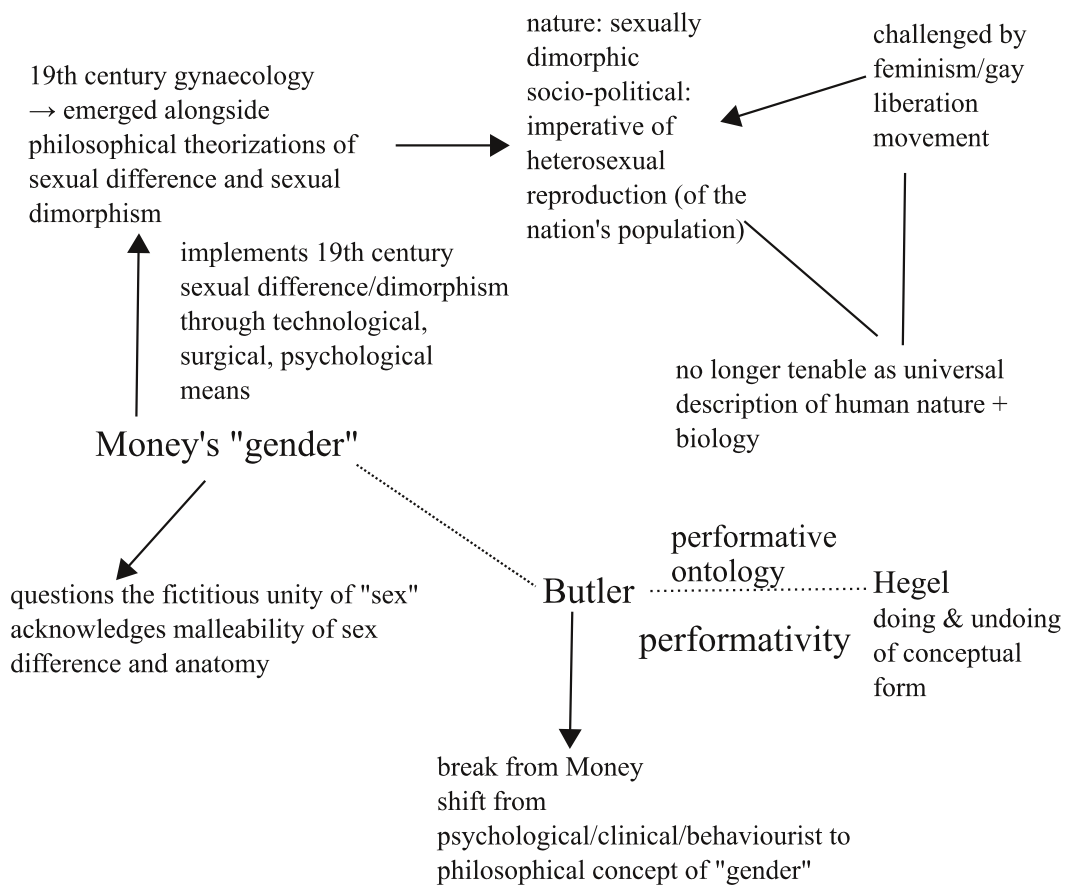 19th century gynaecology
→ emerged alongside
philosophical theorizations of
sexual difference and sexual
dimorphism
nature: sexually
dimorphic
socio-political:
imperative of
heterosexual
reproduction (of the
nation's population)
challenged by
feminism/gay
liberation
movement
implements 19th century
sexual difference/dimorphism
through technological,
surgical, psychological
means
no longer tenable as universal
description of human nature +
biology
Money's "gender"
questions the fictitious unity of "sex"
acknowledges malleability of sex
difference and anatomy
Butler
performative
ontology
performativity
Hegel
doing & undoing
of conceptual
form
break from Money
shift from
psychological/clinical/behaviourist to
philosophical concept of "gender"